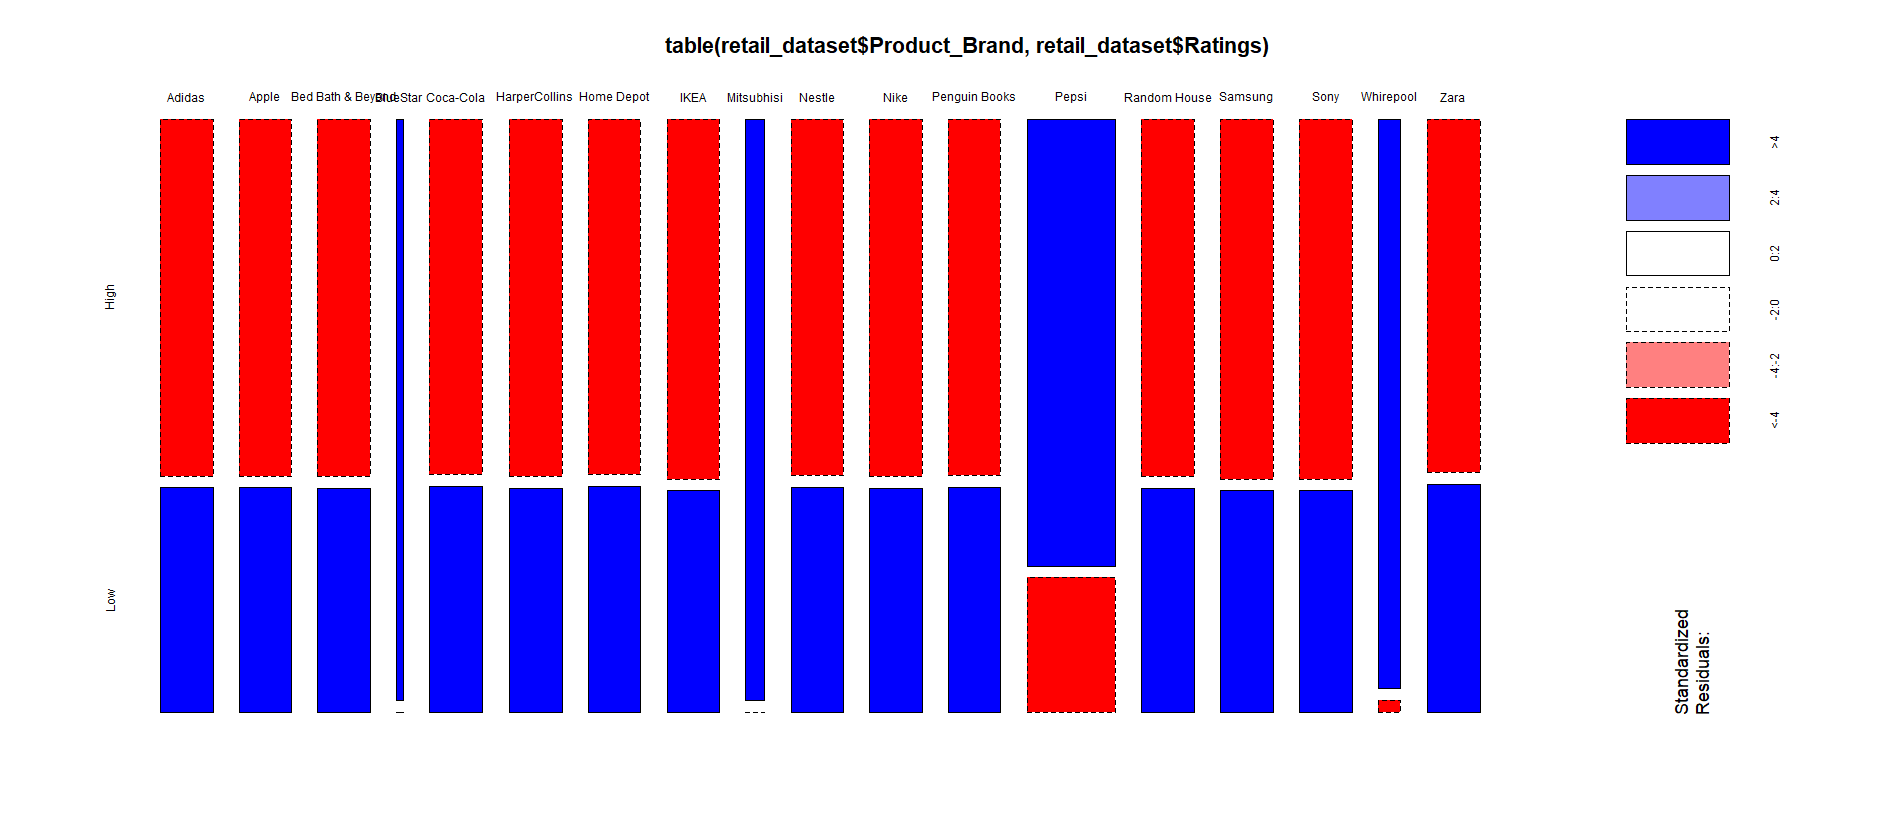 table(retail_dataset$Product_Brand, retail_dataset$Ratings)
Adidas
Apple
Bed Bath & Beyond
BlueStar
Coca-Cola
HarperCollins
Home Depot
IKEA
Mitsubhisi
Nestle
Nike
Penguin Books
Pepsi
Random House
Samsung
Sony
Whirepool
Zara
High
Low
>4
2:4
0:2
-2:0
-4:-2
<-4
Standardized
Residuals: